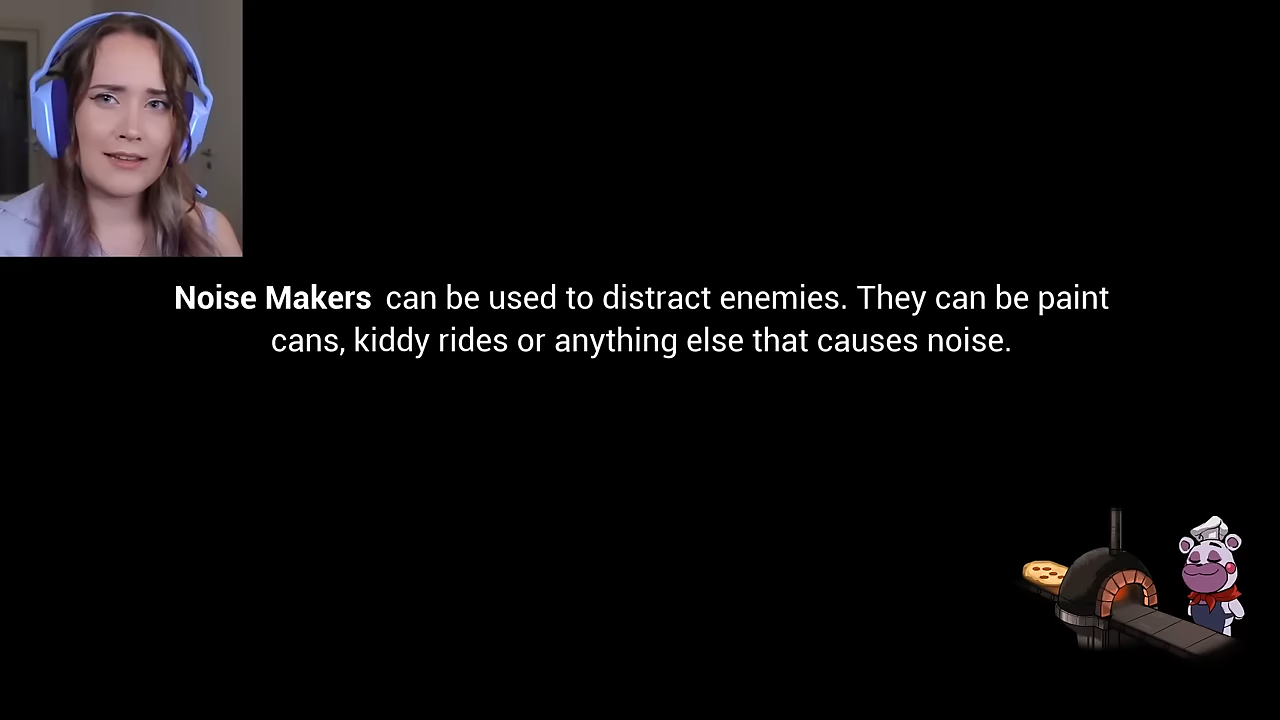 Noise Makers can be used to distract enemies. They can be paint
cans, kiddy rides or anything else that causes noise.